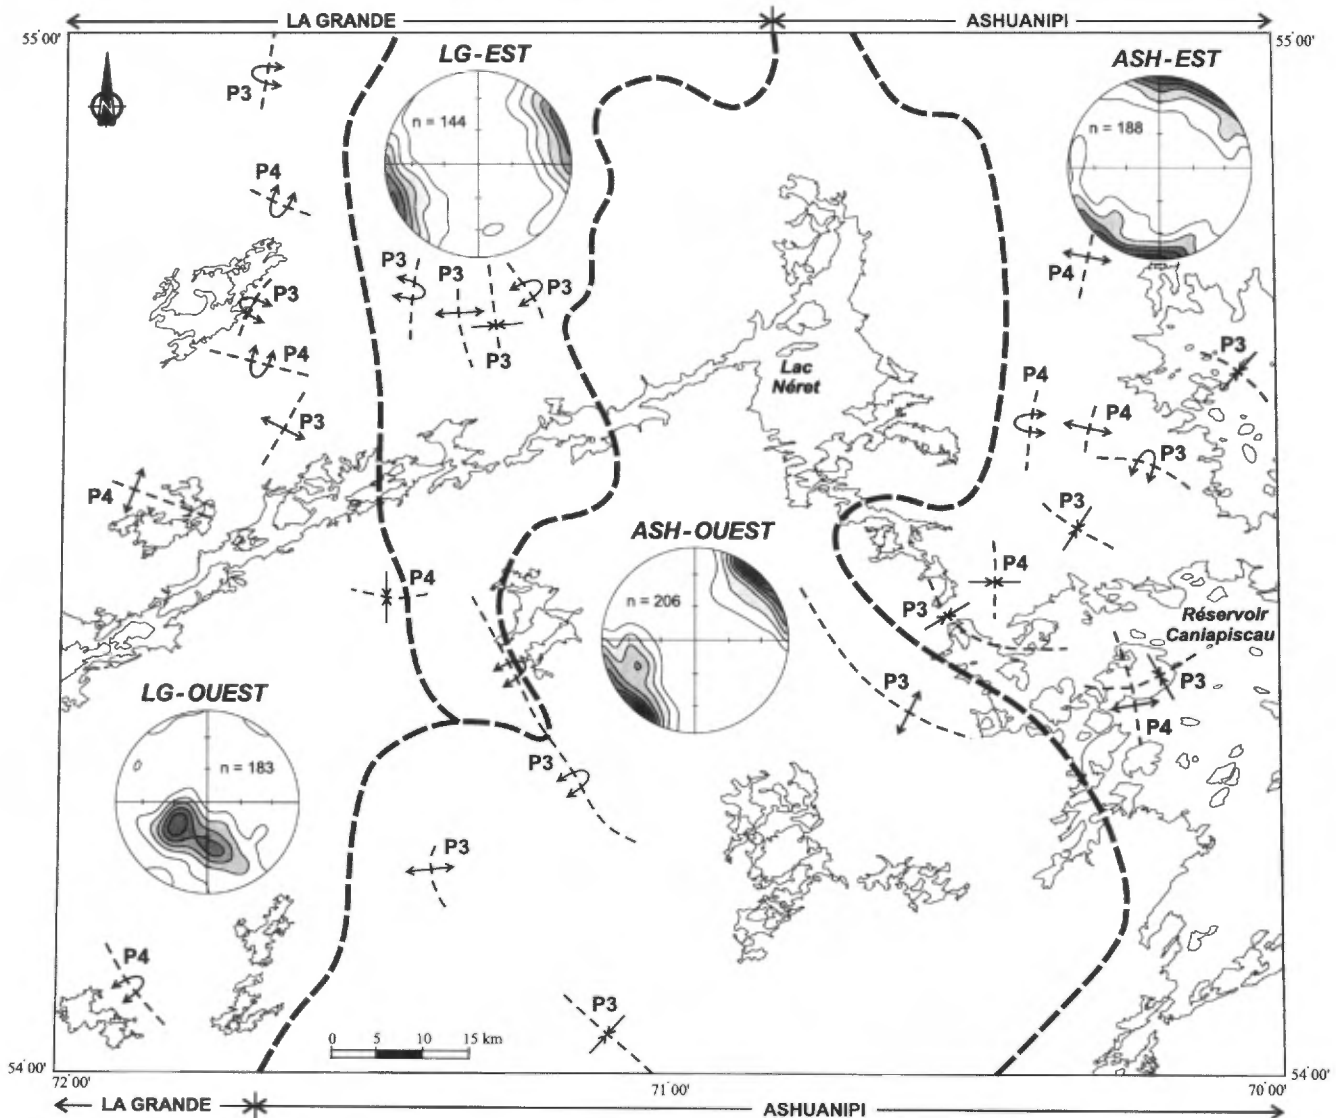 LA GRANDE
ASHUANIPI
55°00'
55°00'
LG-EST
ASH-EST
N
P3
n = 144
n = 188
P4
P3
P3
P3
P4
P3
P3
P3
P4
Lac
Néret
P4
P4
P3
P3
P4
P3
ASH-OUEST
P4
P4
n = 206
P3
Réservoir
Caniapiscau
LG-OUEST
P3
P3
P4
n = 183
P3
P3
P4
P3
0 5 10 15 km
54°00'
54°00'
72°00'
71°00'
70°00'
LA GRANDE
ASHUANIPI